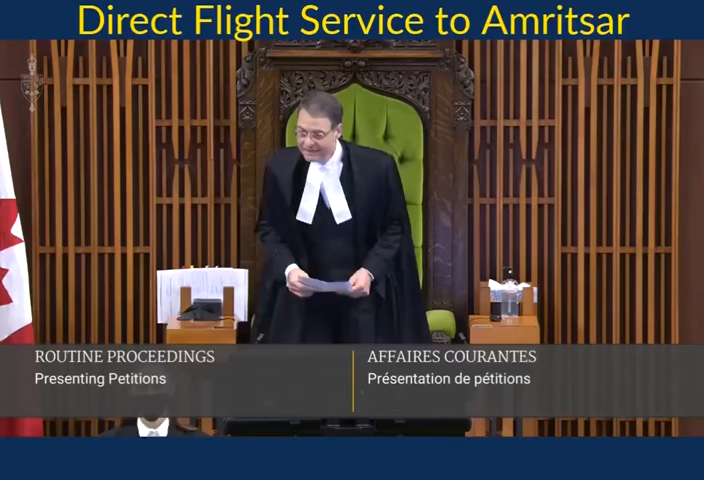 Direct Flight Service to Amritsar
ROUTINE PROCEEDINGS
Presenting Petitions
AFFAIRES COURANTES
Présentation de pétitions